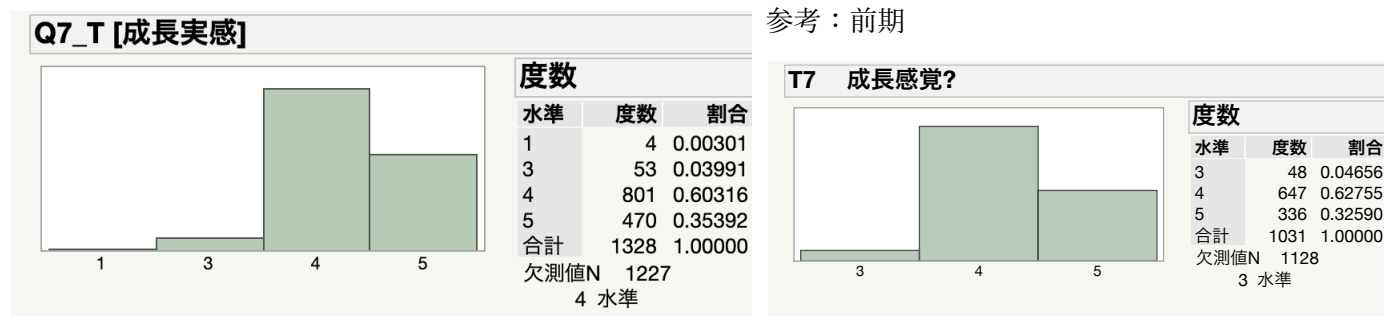 Q7_T [成長実感]
度数
水準 度数 割合
1 4 0.00301
3 53 0.03991
4 801 0.60316
5 470 0.35392
合計 1328 1.00000
欠測値N 1227
4 水準
1 3 4 5
参考：前期
T7 成長感覚?
度数
水準 度数 割合
3 48 0.04656
4 647 0.62755
5 336 0.32590
合計 1031 1.00000
欠測値N 1128
3 水準
3 4 5